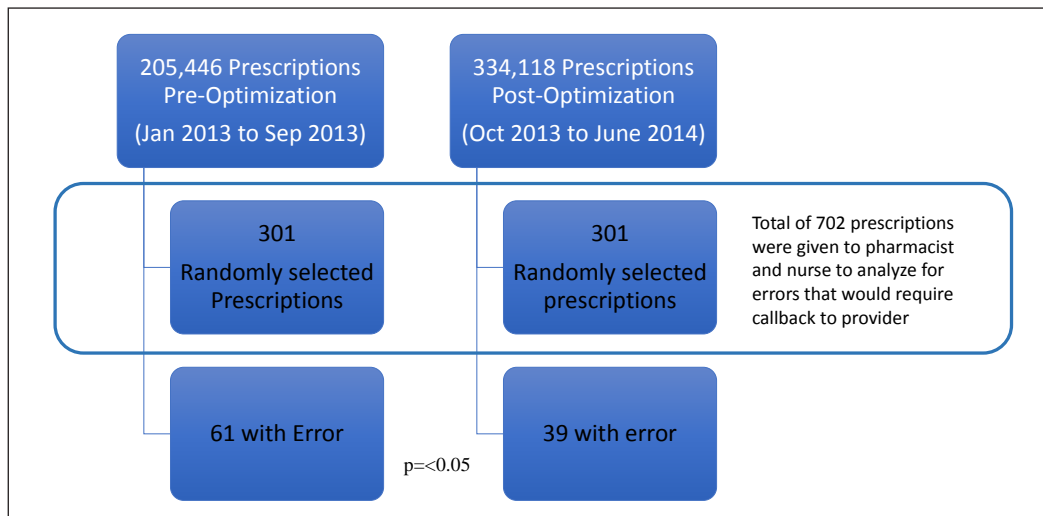 205,446 Prescriptions
Pre-Optimization
(Jan 2013 to Sep 2013)
334,118 Prescriptions
Post-Optimization
(Oct 2013 to June 2014)
301
Randomly selected
Prescriptions
301
Randomly selected
prescriptions
Total of 702 prescriptions
were given to pharmacist
and nurse to analyze for
errors that would require
callback to provider
61 with Error
39 with error
p=<0.05